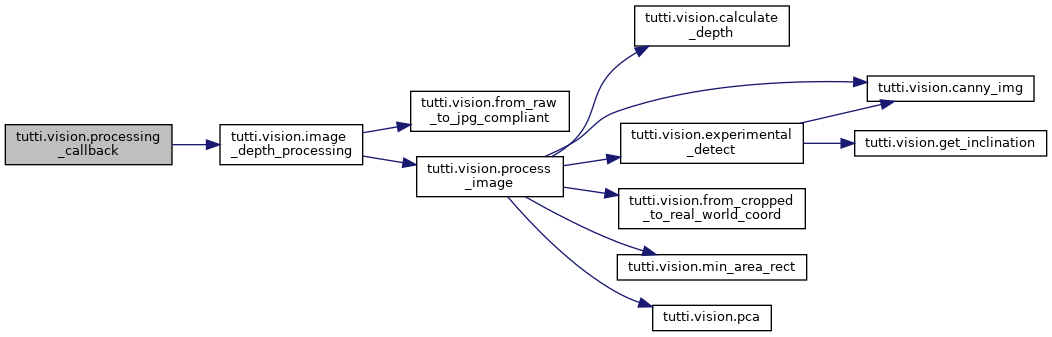 tutti.vision.processing
_callback
tutti.vision.image
_depth_processing
tutti.vision.from_raw
_to_jpg_compliant
tutti.vision.process
_image
tutti.vision.calculate
_depth
tutti.vision.canny_img
tutti.vision.experimental
_detect
tutti.vision.get_inclination
tutti.vision.from_cropped
_to_real_world_coord
tutti.vision.min_area_rect
tutti.vision.pca